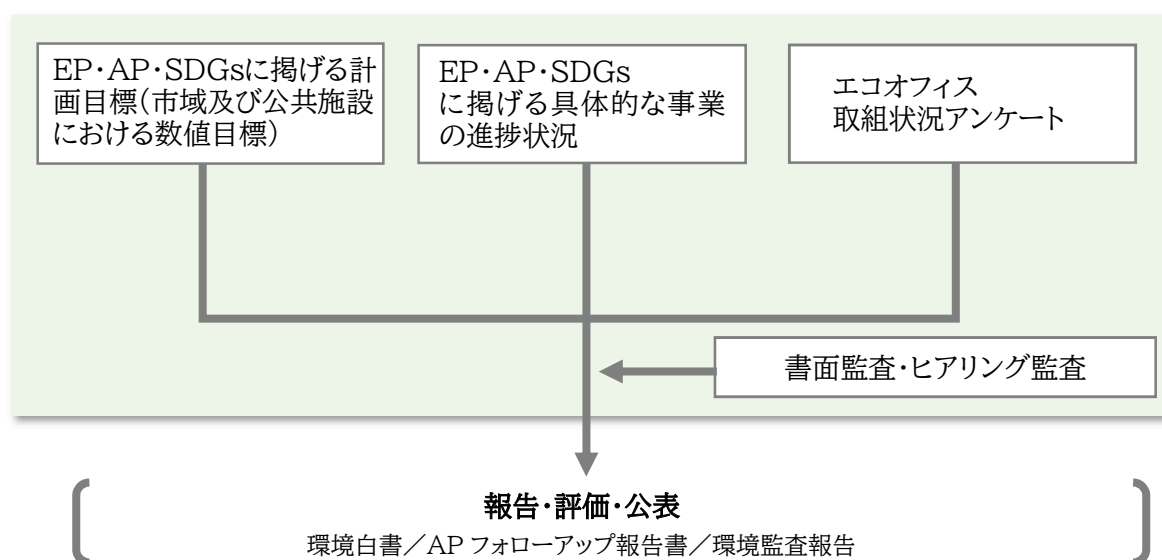 EP・AP・SDGsに掲げる計
画目標(市域及び公共施設
における数値目標)
EP・AP・SDGs
に掲げる具体的な事業
の進捗状況
エコオフィス
取組状況アンケート
書面監査・ヒアリング監査
報告・評価・公表
環境白書／AP フォローアップ報告書／環境監査報告